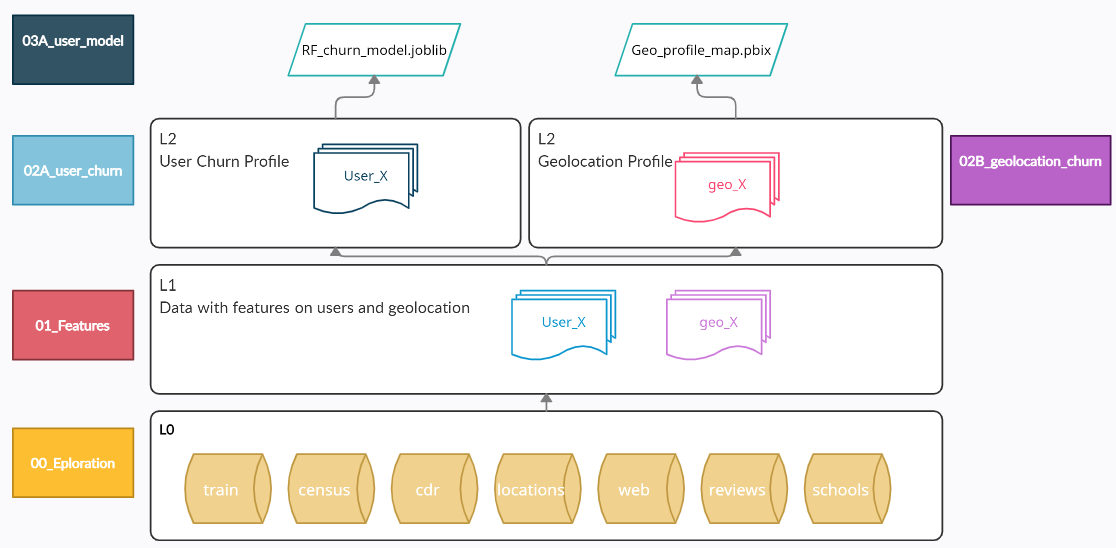 03A_user_model
RF_churn_model.joblib
Geo_profile_map.pbix
02A_user_churn
L2
User Churn Profile
User_X
L2
Geolocation Profile
geo_X
02B_geolocation_churn
01_Features
L1
Data with features on users and geolocation
User_X
geo_X
00_Eploration
L0
train
census
cdr
locations
web
reviews
schools